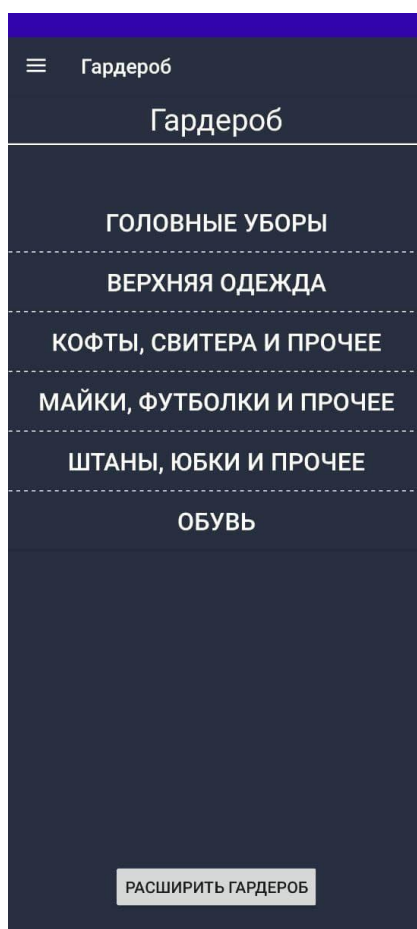 Гардероб
Гардероб
ГОЛОВНЫЕ УБОРЫ
ВЕРХНЯЯ ОДЕЖДА
КОФТЫ, СВИТЕРА И ПРОЧЕЕ
МАЙКИ, ФУТБОЛКИ И ПРОЧЕЕ
ШТАНЫ, ЮБКИ И ПРОЧЕЕ
ОБУВЬ
РАСШИРИТЬ ГАРДЕРОБ